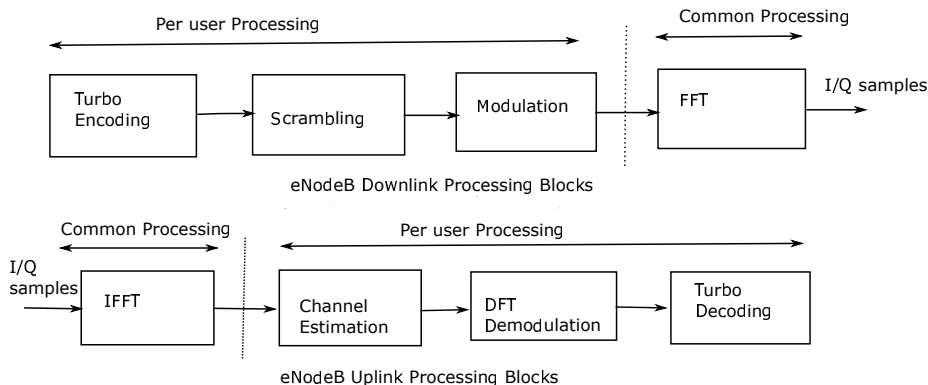 Per user Processing
Common Processing
Turbo
Encoding
Scrambling
Modulation
FFT
I/Q samples
eNodeB Downlink Processing Blocks
Common Processing
Per user Processing
I/Q
samples
IFFT
Channel
Estimation
DFT
Demodulation
Turbo
Decoding
eNodeB Uplink Processing Blocks